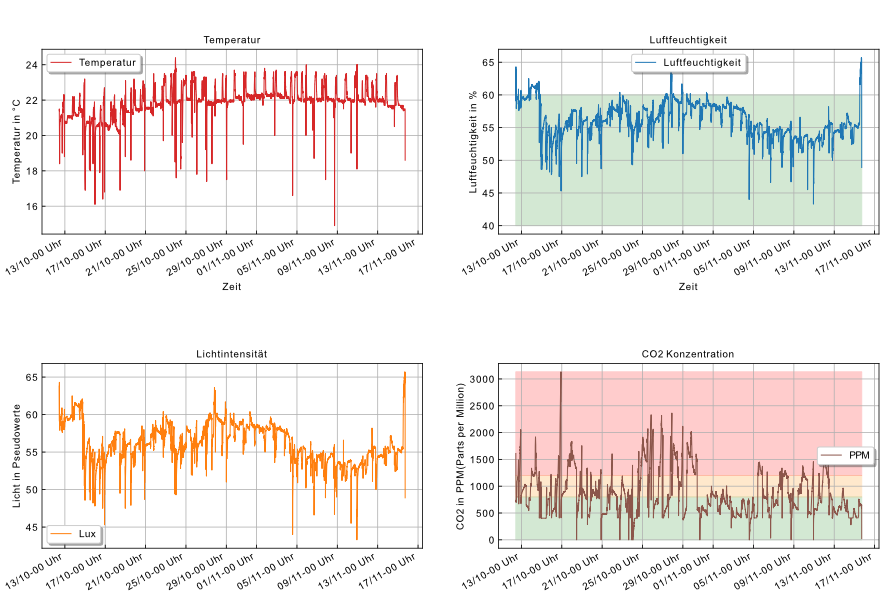 Temperatur
Temperatur
Temperatur in °C
24
22
20
18
16
13/10-00 Uhr
17/10-00 Uhr
21/10-00 Uhr
25/10-00 Uhr
29/10-00 Uhr
01/11-00 Uhr
05/11-00 Uhr
09/11-00 Uhr
13/11-00 Uhr
17/11-00 Uhr
Zeit
Luftfeuchtigkeit
Luftfeuchtigkeit
Luftfeuchtigkeit in %
65
60
55
50
45
40
13/10-00 Uhr
17/10-00 Uhr
21/10-00 Uhr
25/10-00 Uhr
29/10-00 Uhr
01/11-00 Uhr
05/11-00 Uhr
09/11-00 Uhr
13/11-00 Uhr
17/11-00 Uhr
Zeit
Lichtintensität
Licht in Pseudowerte
65
60
55
50
45
Lux
13/10-00 Uhr
17/10-00 Uhr
21/10-00 Uhr
25/10-00 Uhr
29/10-00 Uhr
01/11-00 Uhr
05/11-00 Uhr
09/11-00 Uhr
13/11-00 Uhr
17/11-00 Uhr
CO2 Konzentration
CO2 in PPM(Parts per Million)
3000
2500
2000
1500
1000
500
0
PPM
13/10-00 Uhr
17/10-00 Uhr
21/10-00 Uhr
25/10-00 Uhr
29/10-00 Uhr
01/11-00 Uhr
05/11-00 Uhr
09/11-00 Uhr
13/11-00 Uhr
17/11-00 Uhr